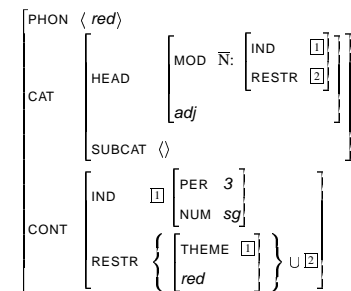 PHON ⟨ red⟩
MOD N̅: IND 1
HEAD RESTR 2
CAT
adj
SUBCAT ⟨⟩
IND 1 PER 3
NUM sg
CONT
RESTR { THEME 1 } ∪ 2
red